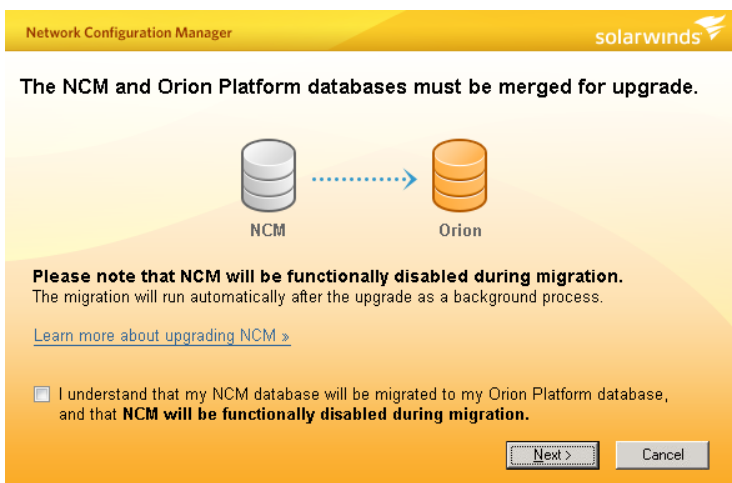 Network Configuration Manager
solarwinds
The NCM and Orion Platform databases must be merged for upgrade.
NCM
Orion
Please note that NCM will be functionally disabled during migration.
The migration will run automatically after the upgrade as a background process.
Learn more about upgrading NCM »
I understand that my NCM database will be migrated to my Orion Platform database,
and that NCM will be functionally disabled during migration.
Next >
Cancel